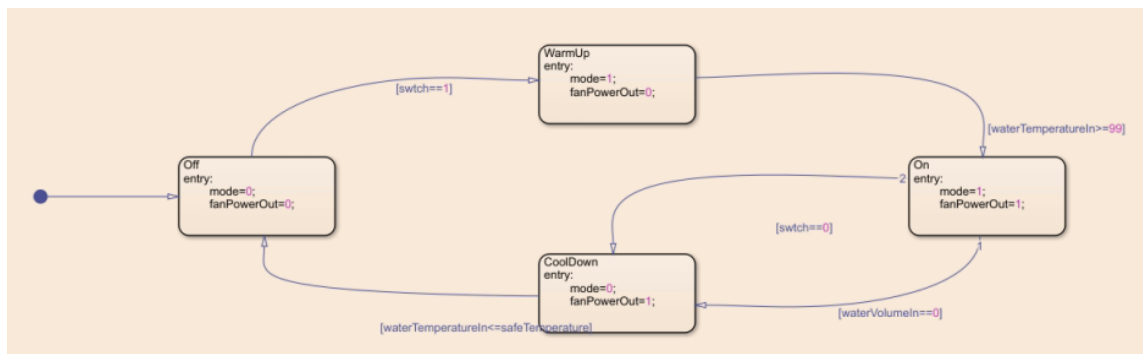 WarmUp
entry:
mode=1;
fanPowerOut=0;
[swtch==1]
[waterTemperatureIn>=99]
Off
entry:
mode=0;
fanPowerOut=0;
On
entry:
mode=1;
fanPowerOut=1;
2
[swtch==0]
1
CoolDown
entry:
mode=0;
fanPowerOut=1;
[waterVolumeIn==0]
[waterTemperatureIn<=safeTemperature]